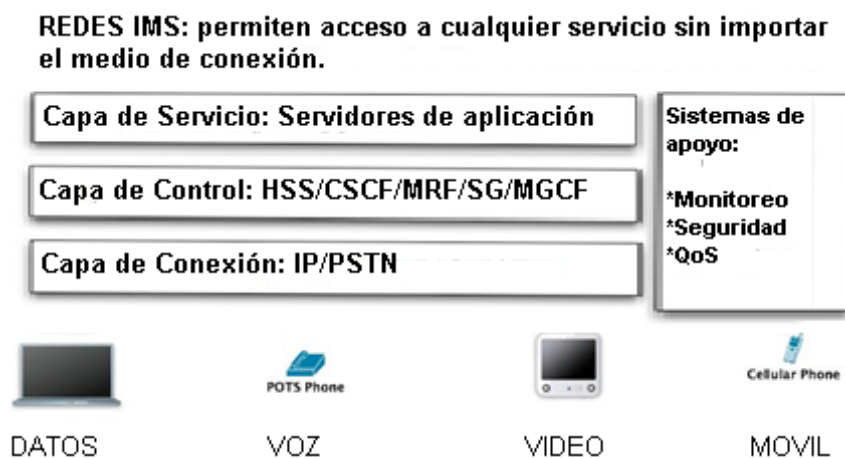 REDES IMS: permiten acceso a cualquier servicio sin importar
el medio de conexión.
Capa de Servicio: Servidores de aplicación
Capa de Control: HSS/CSCF/MRF/SG/MGCF
Capa de Conexión: IP/PSTN
Sistemas de
apoyo:
*Monitoreo
*Seguridad
*QoS
POTS Phone
Cellular Phone
DATOS
VOZ
VIDEO
MOVIL